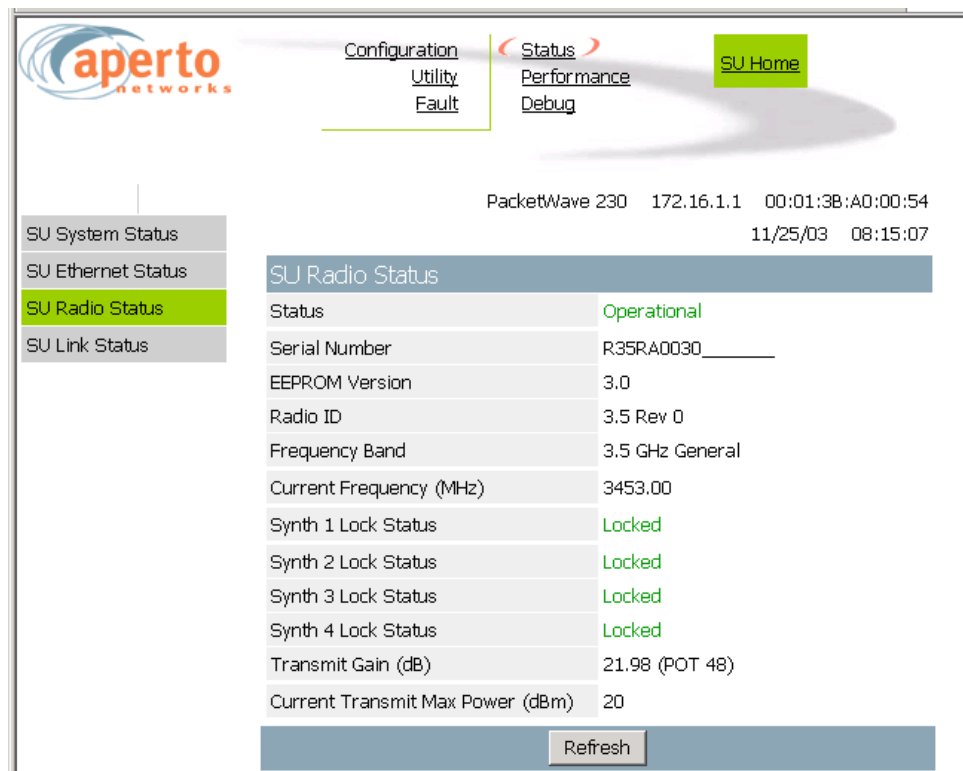 aperto
networks
Configuration
Utility
Fault
Status
Performance
Debug
SU Home
PacketWave 230 172.16.1.1 00:01:3B:A0:00:54
11/25/03 08:15:07
SU System Status
SU Ethernet Status
SU Radio Status
SU Link Status
SU Radio Status
Status Operational
Serial Number R35RA0030_______
EEPROM Version 3.0
Radio ID 3.5 Rev 0
Frequency Band 3.5 GHz General
Current Frequency (MHz) 3453.00
Synth 1 Lock Status Locked
Synth 2 Lock Status Locked
Synth 3 Lock Status Locked
Synth 4 Lock Status Locked
Transmit Gain (dB) 21.98 (POT 48)
Current Transmit Max Power (dBm) 20
Refresh